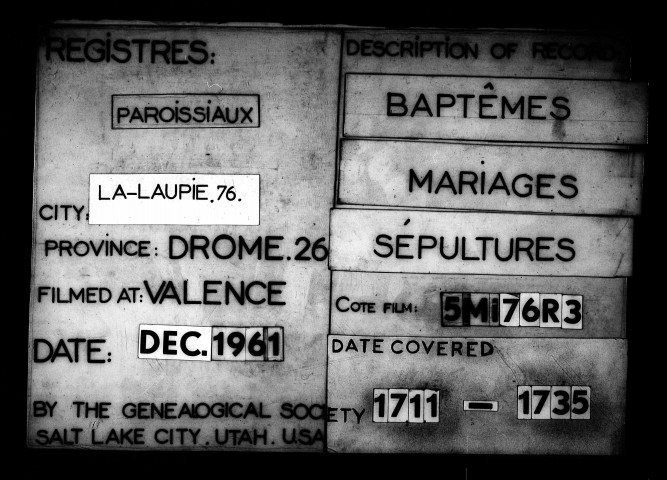 REGISTRES:
PAROISSIAUX
CITY: LA-LAUPIE.76.
PROVINCE: DROME.26
FILMED AT: VALENCE
DATE: DEC.1961
BY THE GENEALOGICAL SOCIETY
SALT LAKE CITY.UTAH.USA
DESCRIPTION OF RECORD
BAPTÊMES
MARIAGES
SÉPULTURES
COTE FILM: 5Mi76R3
DATE COVERED
1711 - 1735